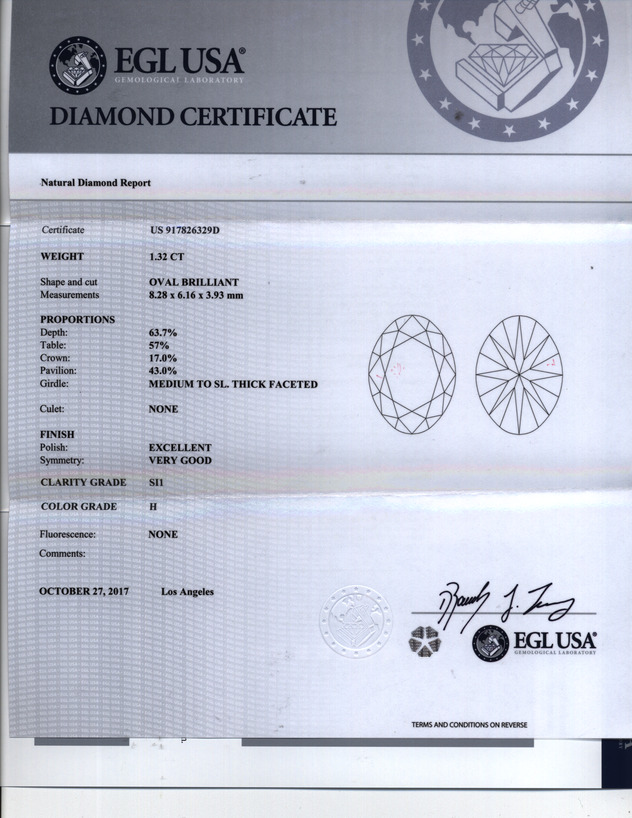 EGL USA®
GEMOLOGICAL LABORATORY
DIAMOND CERTIFICATE
Natural Diamond Report
Certificate US 917826329D
WEIGHT 1.32 CT
Shape and cut OVAL BRILLIANT
Measurements 8.28 x 6.16 x 3.93 mm
PROPORTIONS
Depth: 63.7%
Table: 57%
Crown: 17.0%
Pavilion: 43.0%
Girdle: MEDIUM TO SL. THICK FACETED
Culet: NONE
FINISH
Polish: EXCELLENT
Symmetry: VERY GOOD
CLARITY GRADE SI1
COLOR GRADE H
Fluorescence: NONE
Comments:
OCTOBER 27, 2017 Los Angeles
EGL USA®
GEMOLOGICAL LABORATORY
TERMS AND CONDITIONS ON REVERSE